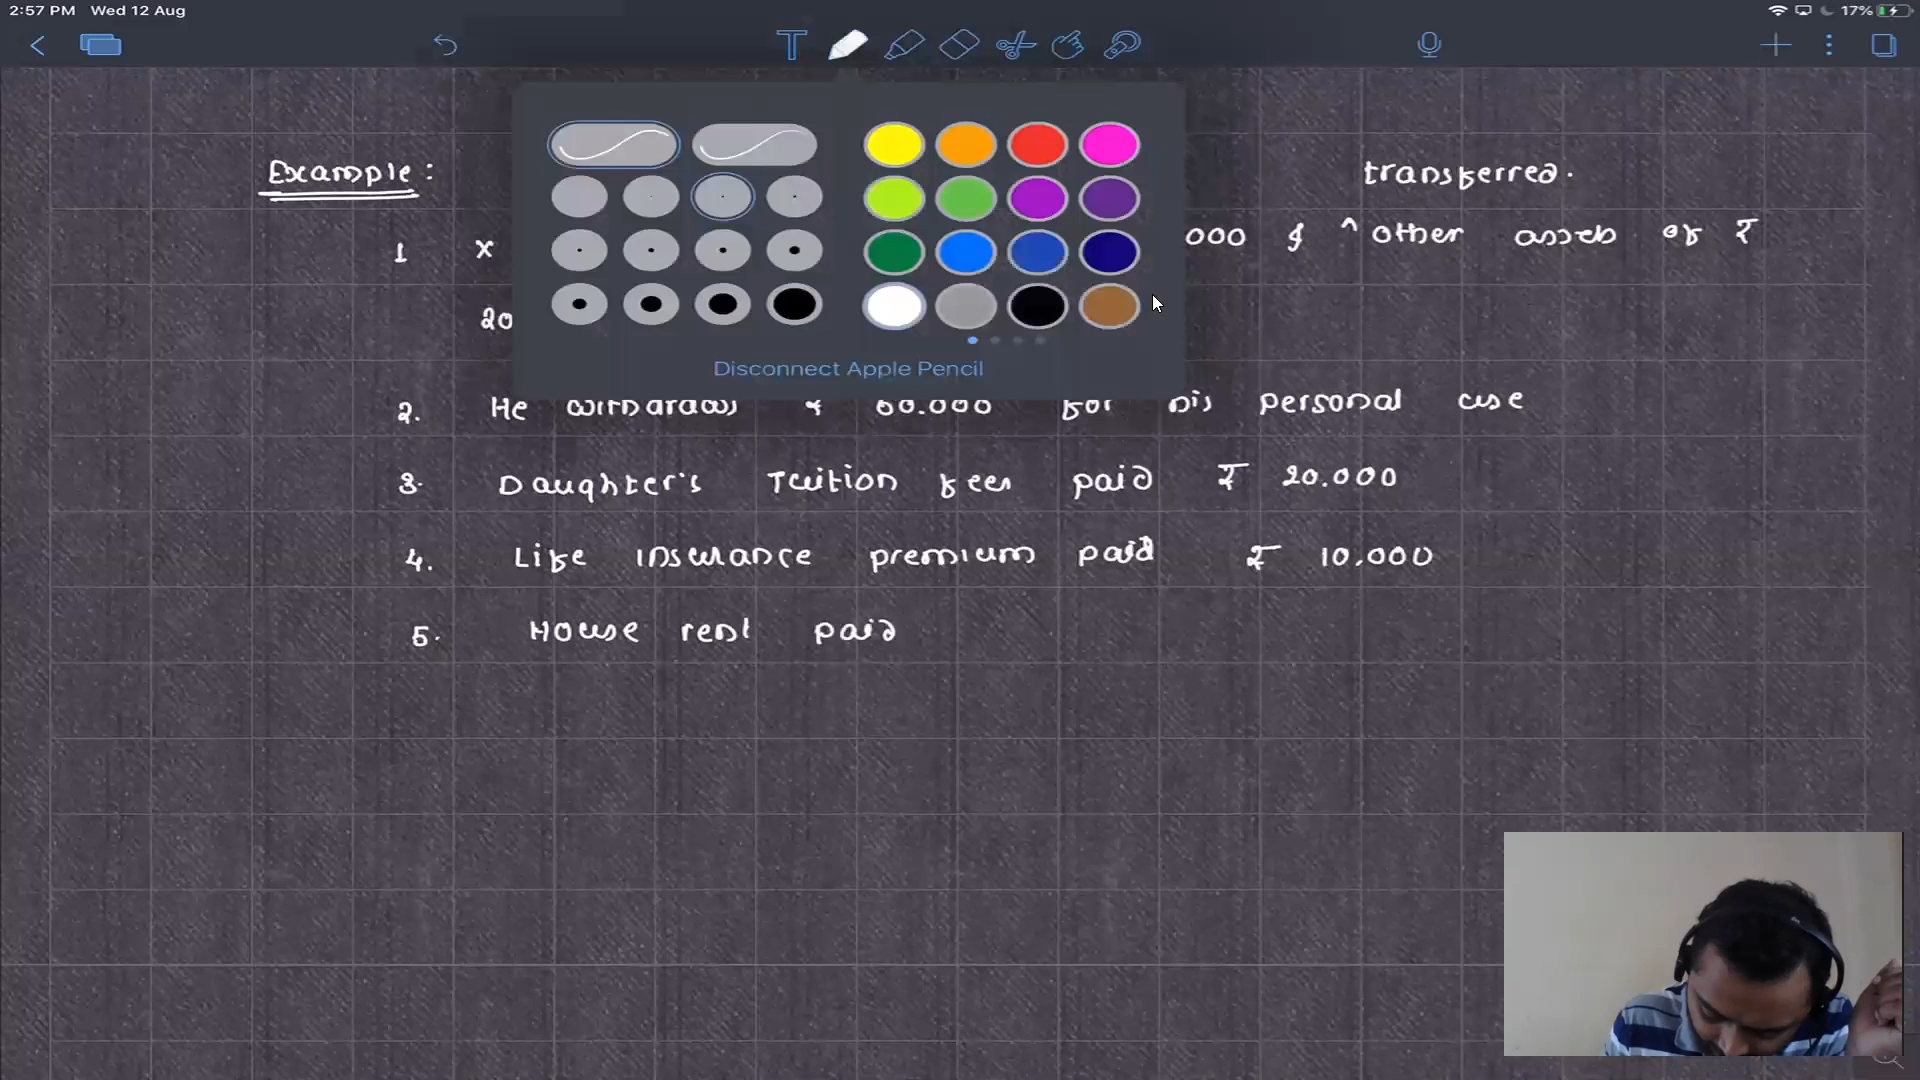 2:57 PM Wed 12 Aug 17%
T
Example : transferred.
1 X 000 & ^ other assets of ₹
20
Disconnect Apple Pencil
2. He withdraws ₹ 60.000 for his personal use
3. Daughter's Tuition fees paid ₹ 20.000
4. Life insurance premium paid ₹ 10,000
5. House rent paid